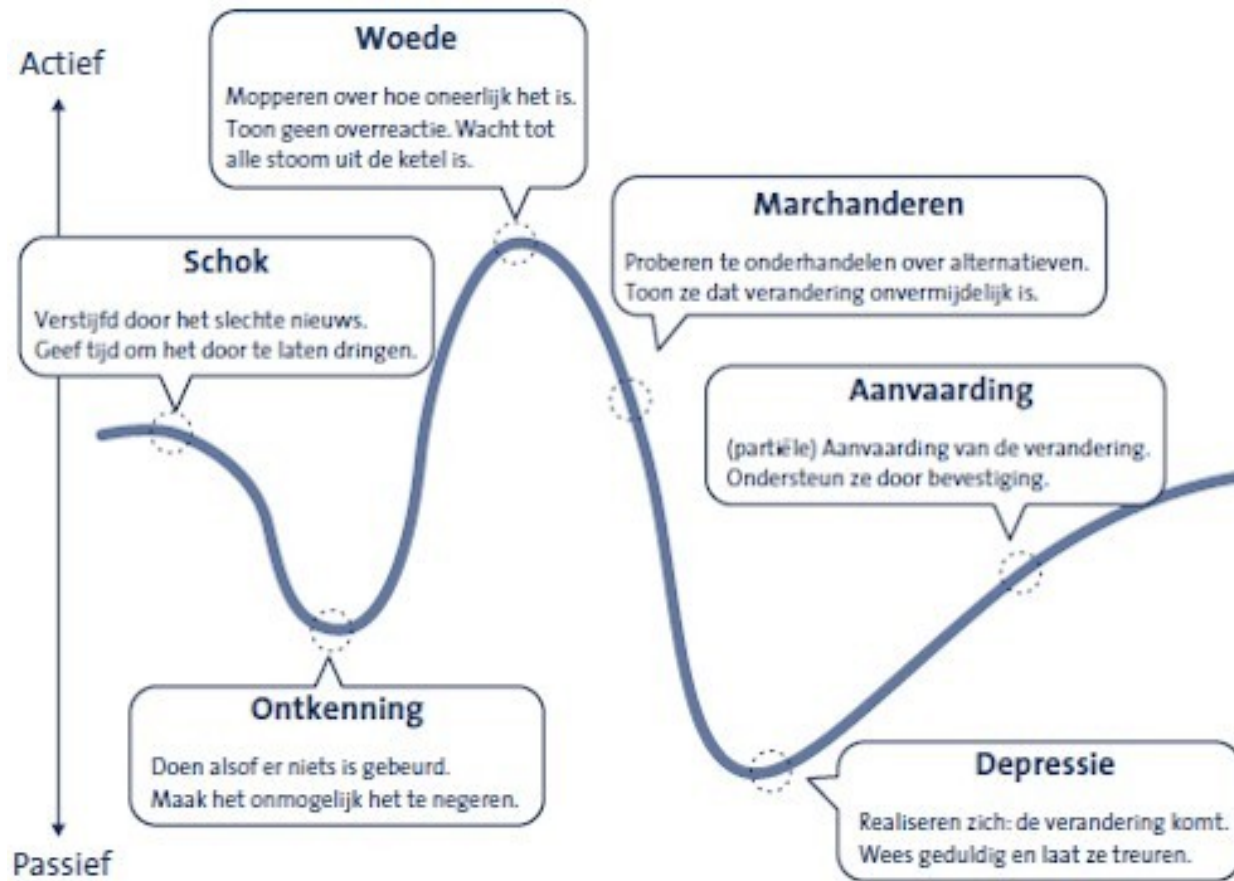 Actief
Woede
Mopperen over hoe oneerlijk het is.
Toon geen overreactie. Wacht tot
alle stoom uit de ketel is.
Marchanderen
Proberen te onderhandelen over alternatieven.
Toon ze dat verandering onvermijdelijk is.
Schok
Verstijfd door het slechte nieuws.
Geef tijd om het door te laten dringen.
Aanvaarding
(partiële) Aanvaarding van de verandering.
Ondersteun ze door bevestiging.
Ontkenning
Doen alsof er niets is gebeurd.
Maak het onmogelijk het te negeren.
Depressie
Realiseren zich: de verandering komt.
Wees geduldig en laat ze treuren.
Passief